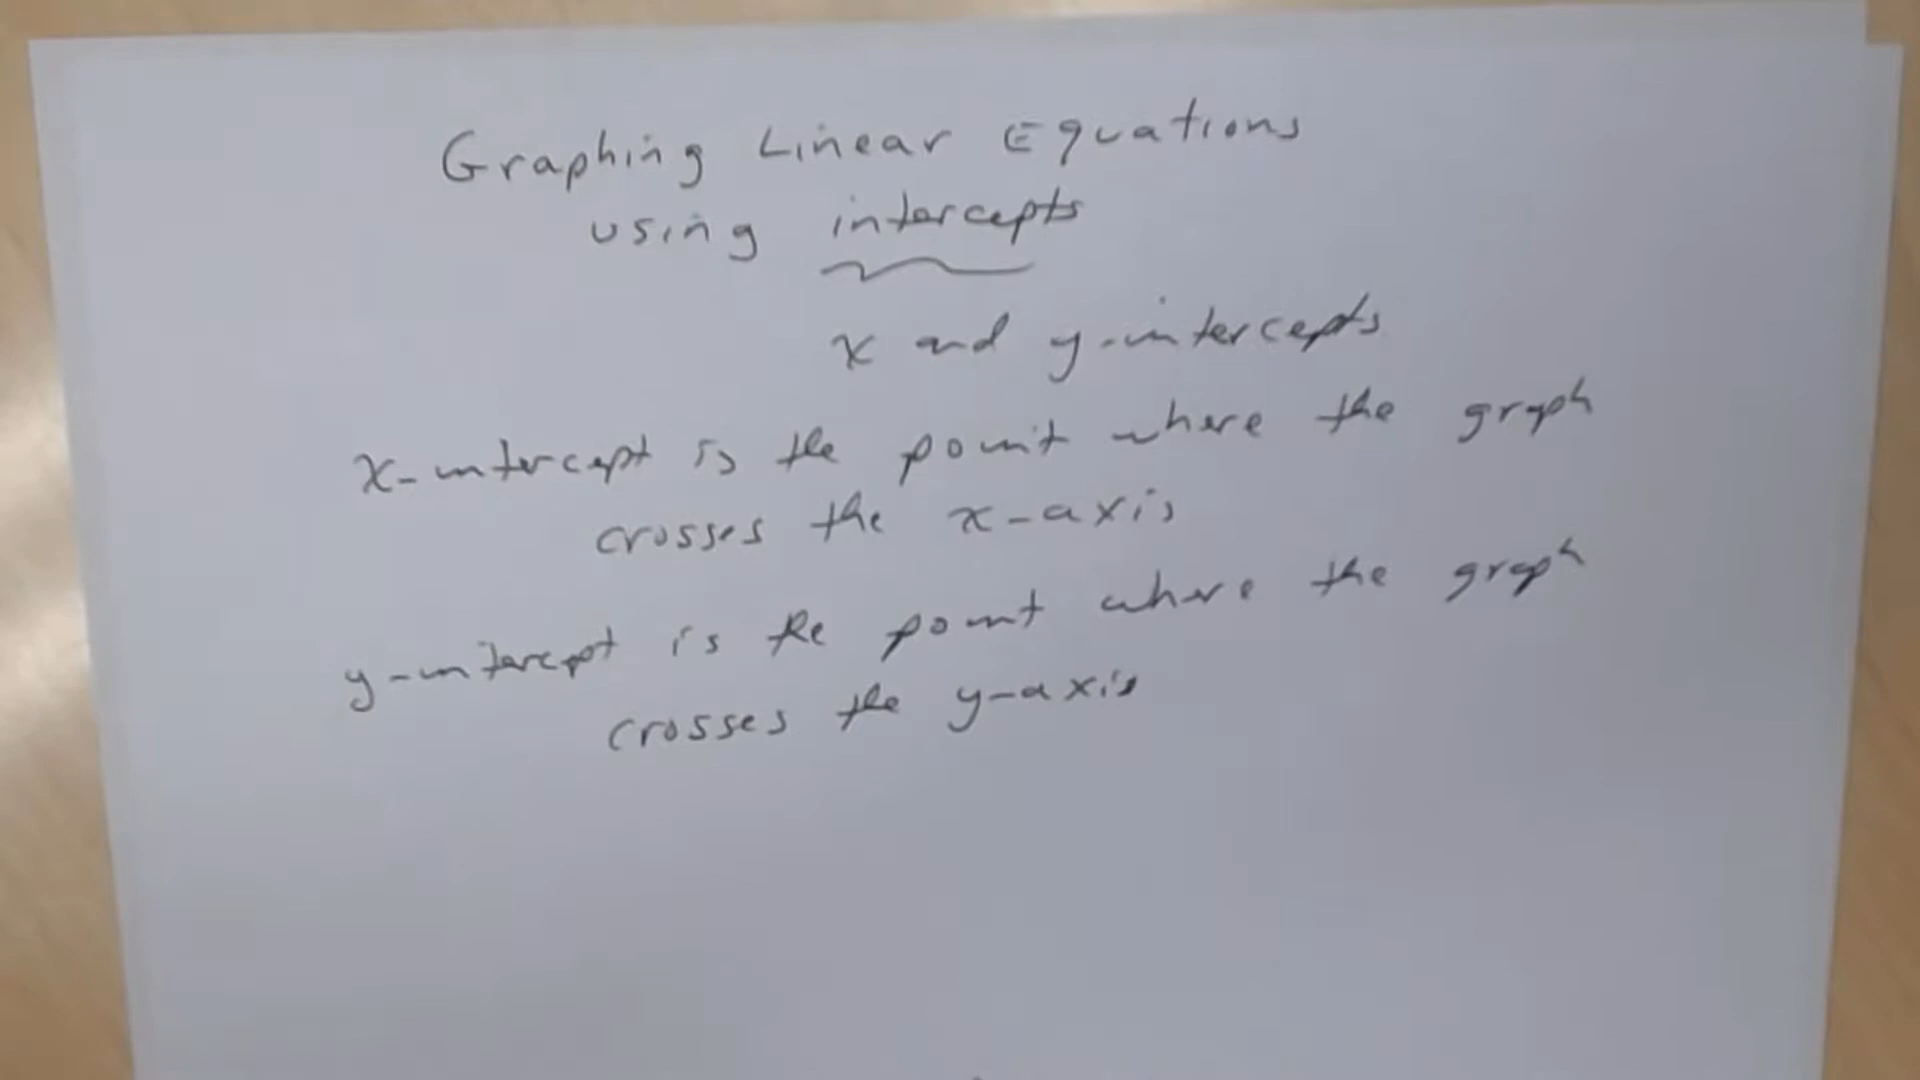 Graphing Linear Equations
using intercepts
x and y-intercepts
x-intercept is the point where the graph
crosses the x-axis
y-intercept is the point where the graph
crosses the y-axis